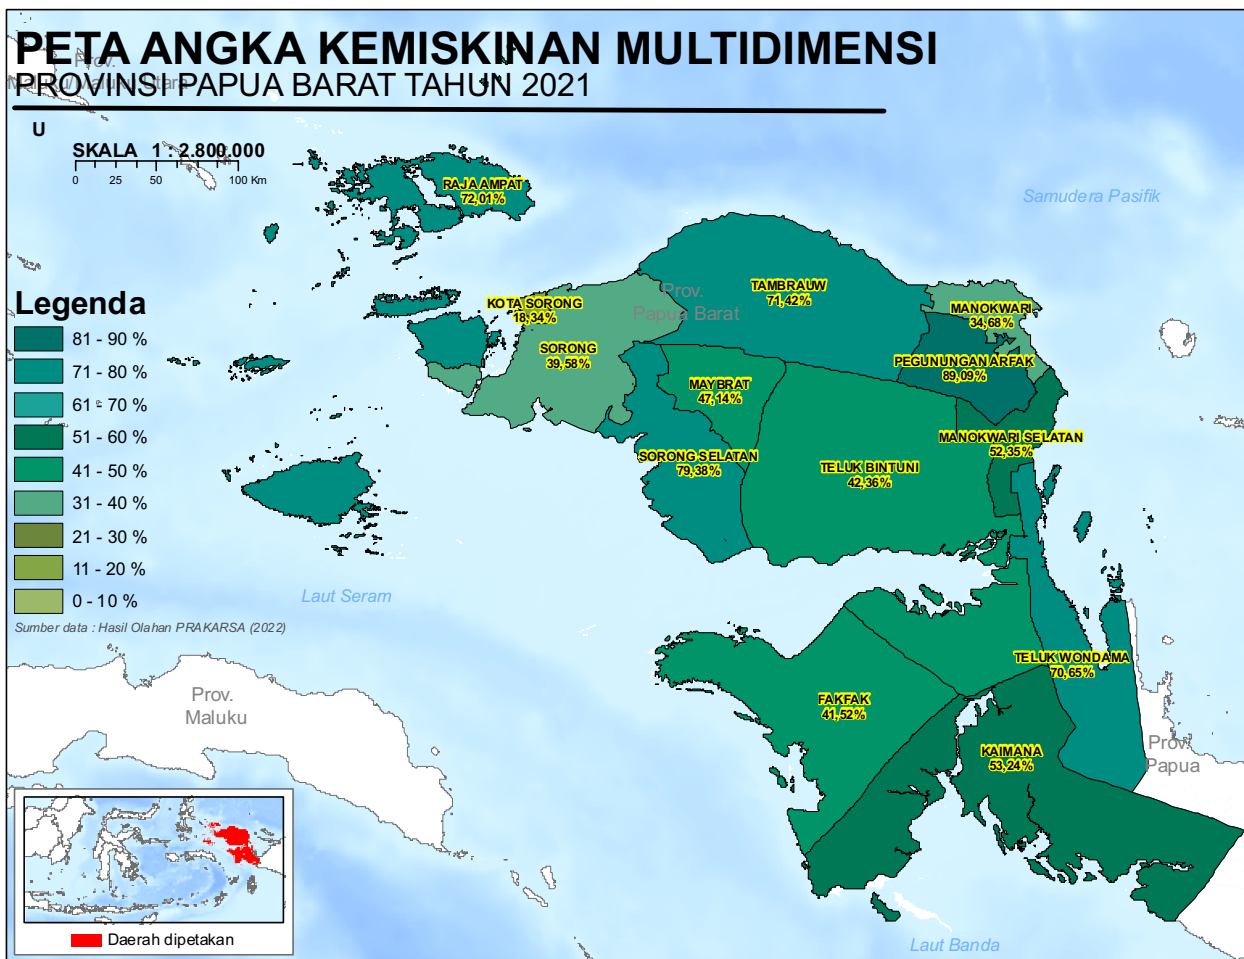 PETA ANGKA KEMISKINAN MULTIDIMENSI
PROVINSI PAPUA BARAT TAHUN 2021
Prov.
Maluku/Maluku Utara
U
SKALA 1 : 2.800.000
0 25 50 100 Km
RAJA AMPAT
72,01%
Samudera Pasifik
TAMBRAUW
71,42%
Prov.
Papua Barat
KOTA SORONG
18,34%
MANOKWARI
34,68%
SORONG
39,58%
PEGUNUNGAN ARFAK
89,09%
MAYBRAT
47,14%
MANOKWARI SELATAN
52,35%
SORONG SELATAN
79,38%
TELUK BINTUNI
42,36%
Legenda
81 - 90 %
71 - 80 %
61 - 70 %
51 - 60 %
41 - 50 %
31 - 40 %
21 - 30 %
11 - 20 %
0 - 10 %
Sumber data : Hasil Olahan PRAKARSA (2022)
Laut Seram
TELUK WONDAMA
70,65%
FAKFAK
41,52%
KAIMANA
53,24%
Prov.
Maluku
Prov.
Papua
Daerah dipetakan
Laut Banda